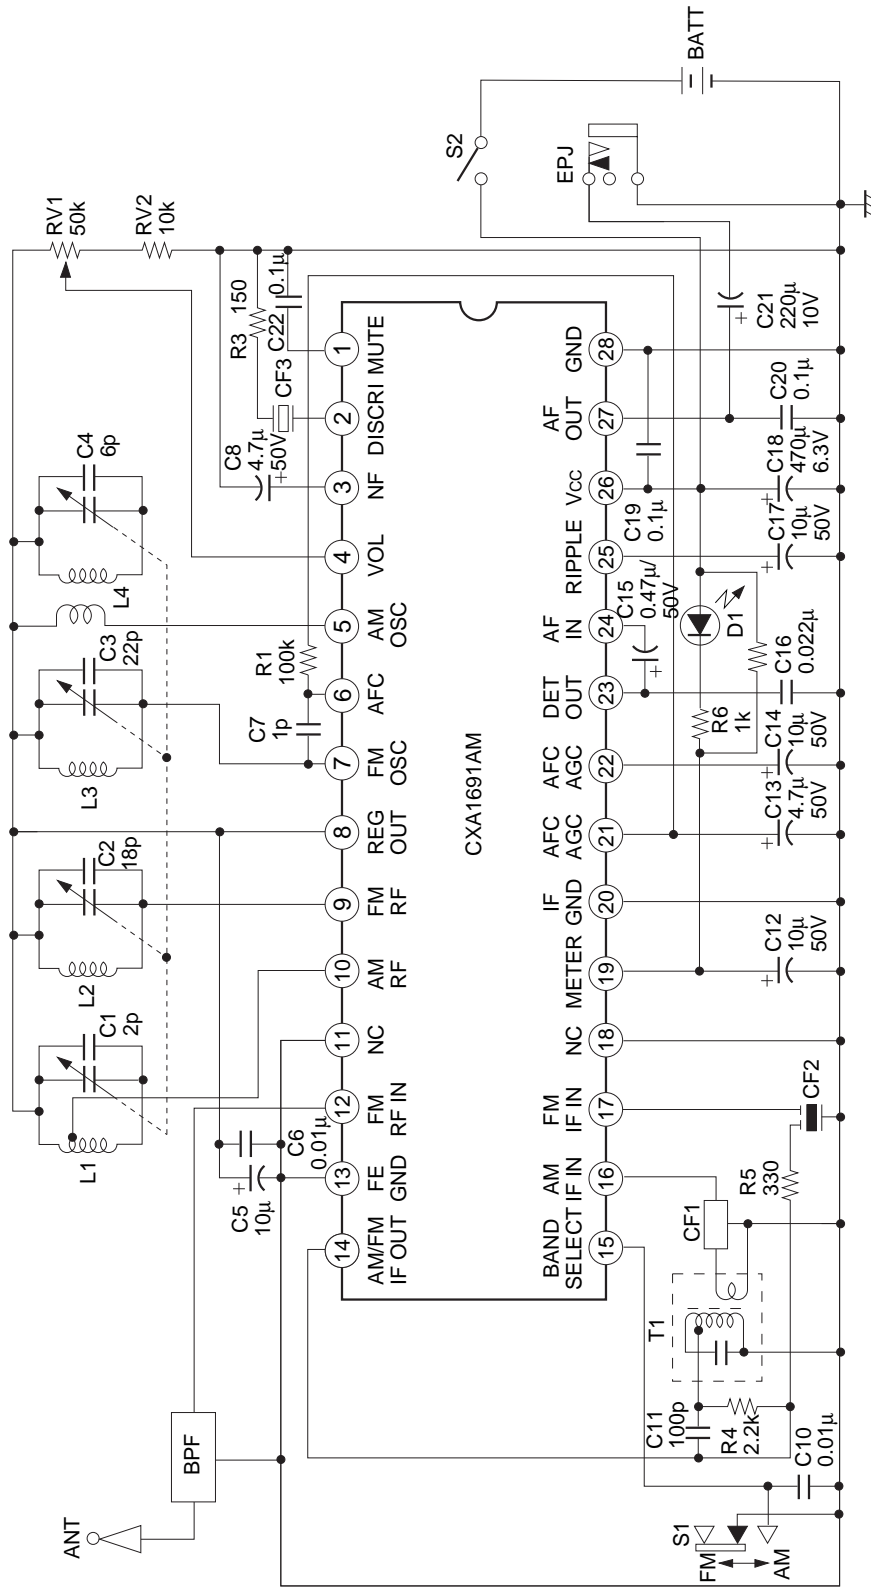 ANT
BPF
L1
C1
2p
L2
C2
18p
L3
C3
22p
L4
C4
6p
RV1
50k
RV2
10k
C5
10μ
C6
0.01μ
C7
1p
R1
100k
C8
4.7μ
+50V
R3 150
CF3
C22
0.1μ
14
13
12
11
10
9
8
7
6
5
4
3
2
1
AM/FM
IF OUT
FE
GND
FM
RF IN
NC
AM
RF
FM
RF
REG
OUT
FM
OSC
AFC
AM
OSC
VOL
NF
DISCRI
MUTE
CXA1691AM
BAND
SELECT
AM
IF IN
FM
IF IN
NC
METER
IF
GND
AFC
AGC
AFC
AGC
DET
OUT
AF
IN
RIPPLE
VCC
AF
OUT
GND
15
16
17
18
19
20
21
22
23
24
25
26
27
28
S1
FM
AM
C10
0.01μ
C11
100p
R4
2.2k
T1
CF1
R5
330
CF2
C12
10μ
50V
+
C13
4.7μ
50V
+
C14
10μ
50V
+
R6
1k
D1
C15
0.47μ/
50V
+
C16
0.022μ
C17
10μ
50V
+
C18
470μ
6.3V
+
C19
0.1μ
C20
0.1μ
C21
220μ
10V
+
S2
EPJ
BATT